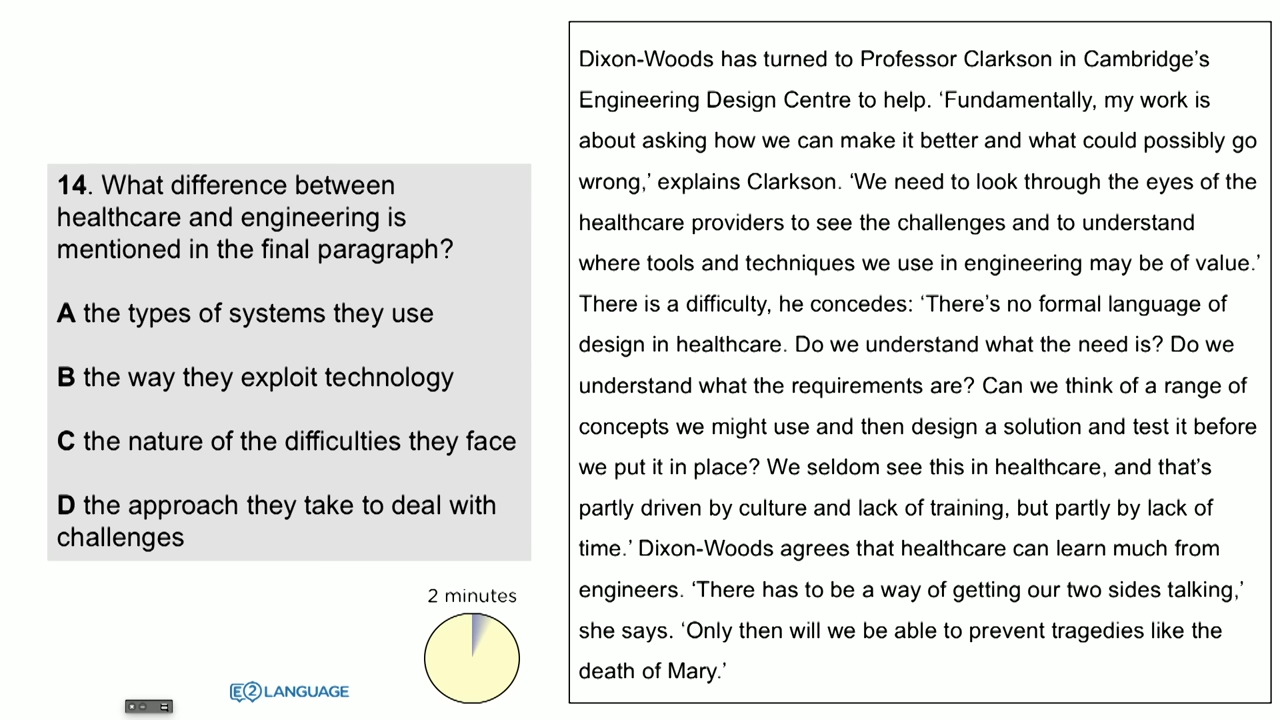 14. What difference between
healthcare and engineering is
mentioned in the final paragraph?
A the types of systems they use
B the way they exploit technology
C the nature of the difficulties they face
D the approach they take to deal with
challenges
2 minutes
E2 LANGUAGE
Dixon-Woods has turned to Professor Clarkson in Cambridge’s
Engineering Design Centre to help. ‘Fundamentally, my work is
about asking how we can make it better and what could possibly go
wrong,’ explains Clarkson. ‘We need to look through the eyes of the
healthcare providers to see the challenges and to understand
where tools and techniques we use in engineering may be of value.’
There is a difficulty, he concedes: ‘There’s no formal language of
design in healthcare. Do we understand what the need is? Do we
understand what the requirements are? Can we think of a range of
concepts we might use and then design a solution and test it before
we put it in place? We seldom see this in healthcare, and that’s
partly driven by culture and lack of training, but partly by lack of
time.’ Dixon-Woods agrees that healthcare can learn much from
engineers. ‘There has to be a way of getting our two sides talking,’
she says. ‘Only then will we be able to prevent tragedies like the
death of Mary.’